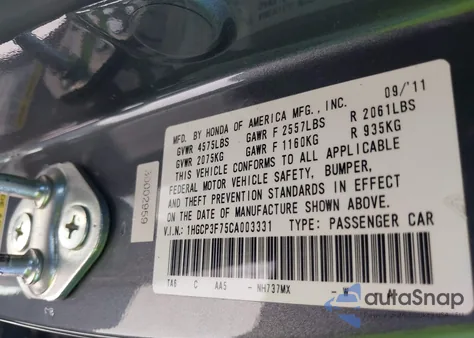 09/'11
MFD. BY HONDA OF AMERICA MFG., INC.
GVWR 4575LBS GAWR F 2557LBS R 2061LBS
GVWR 2075KG GAWR F 1160KG R 935KG
THIS VEHICLE CONFORMS TO ALL APPLICABLE
FEDERAL MOTOR VEHICLE SAFETY, BUMPER,
AND THEFT PREVENTION STANDARDS IN EFFECT
ON THE DATE OF MANUFACTURE SHOWN ABOVE.
V.I.N.: 1HGCP3F75CA003331 TYPE: PASSENGER CAR
C AA5 - NH737MX - W
30002959
autoSnap